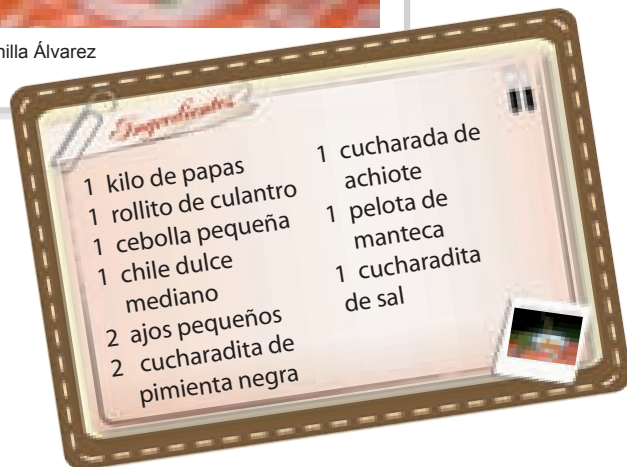 milla Álvarez
Ingredientes
1 kilo de papas
1 rollito de culantro
1 cebolla pequeña
1 chile dulce
mediano
2 ajos pequeños
2 cucharadita de
pimienta negra
1 cucharada de
achiote
1 pelota de
manteca
1 cucharadita
de sal